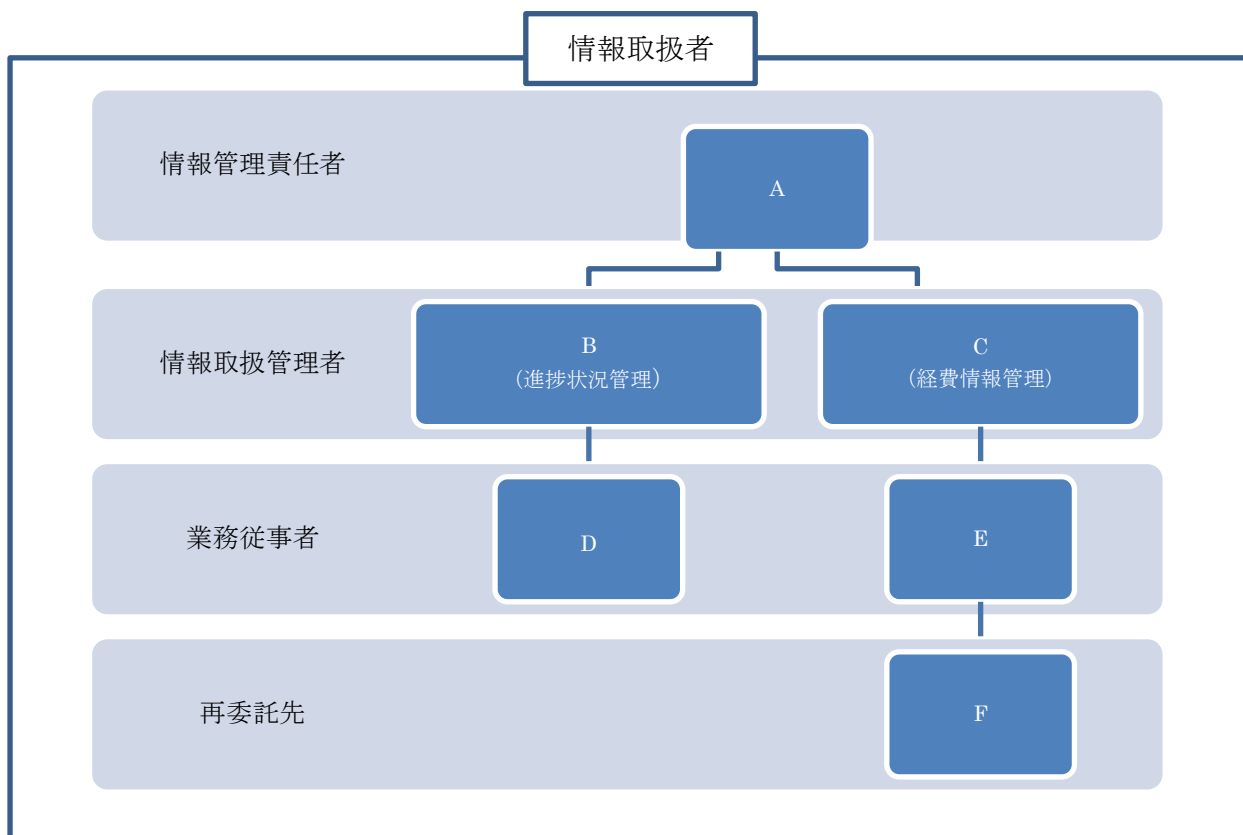 情報取扱者
情報管理責任者
A
情報取扱管理者
B
（進捗状況管理）
C
（経費情報管理）
業務従事者
D
E
再委託先
F